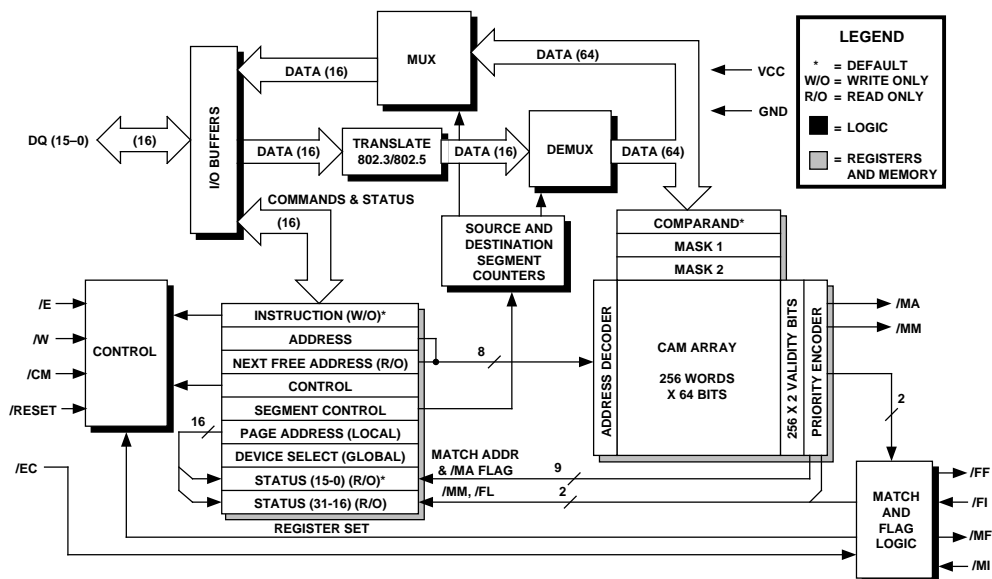 MUX
DATA (16)
DATA (64)
VCC
GND
LEGEND
* = DEFAULT
W/O = WRITE ONLY
R/O = READ ONLY
= LOGIC
= REGISTERS
AND MEMORY
DQ (15–0)
(16)
I/O BUFFERS
DATA (16)
TRANSLATE
802.3/802.5
DATA (16)
DEMUX
DATA (64)
COMMANDS & STATUS
(16)
SOURCE AND
DESTINATION
SEGMENT
COUNTERS
COMPARAND*
MASK 1
MASK 2
/E
/W
/CM
/RESET
/EC
CONTROL
INSTRUCTION (W/O)*
ADDRESS
NEXT FREE ADDRESS (R/O)
CONTROL
SEGMENT CONTROL
PAGE ADDRESS (LOCAL)
DEVICE SELECT (GLOBAL)
STATUS (15-0) (R/O)*
STATUS (31-16) (R/O)
REGISTER SET
16
8
ADDRESS DECODER
CAM ARRAY
256 WORDS
X 64 BITS
256 X 2 VALIDITY BITS
PRIORITY ENCODER
/MA
/MM
2
MATCH ADDR
& /MA FLAG
9
/MM, /FL
2
MATCH
AND
FLAG
LOGIC
/FF
/FI
/MF
/MI